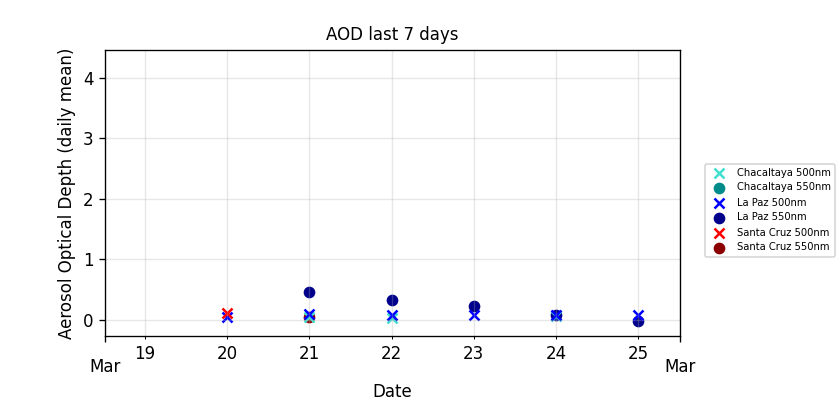 AOD last 7 days
Aerosol Optical Depth (daily mean)
4
3
2
1
0
19 20 21 22 23 24 25
Mar Mar
Date
Chacaltaya 500nm
Chacaltaya 550nm
La Paz 500nm
La Paz 550nm
Santa Cruz 500nm
Santa Cruz 550nm